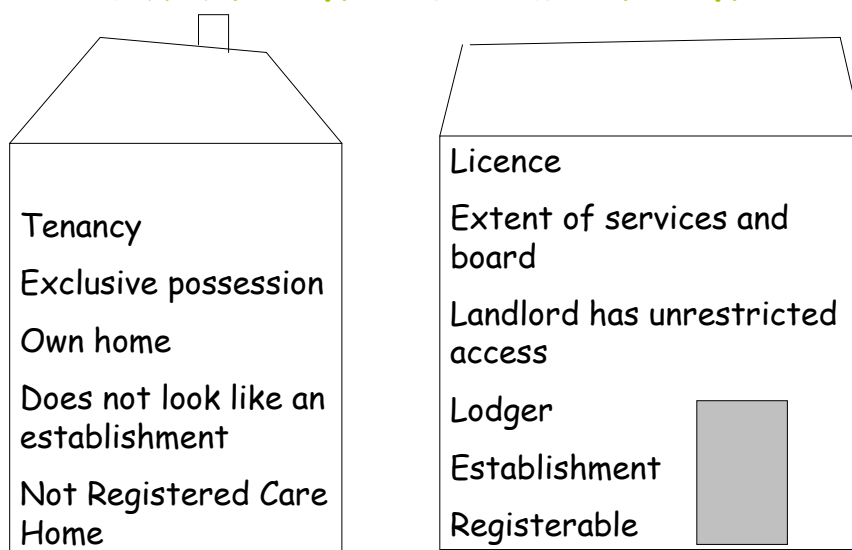 Tenancy
Exclusive possession
Own home
Does not look like an
establishment
Not Registered Care
Home
Licence
Extent of services and
board
Landlord has unrestricted
access
Lodger
Establishment
Registerable